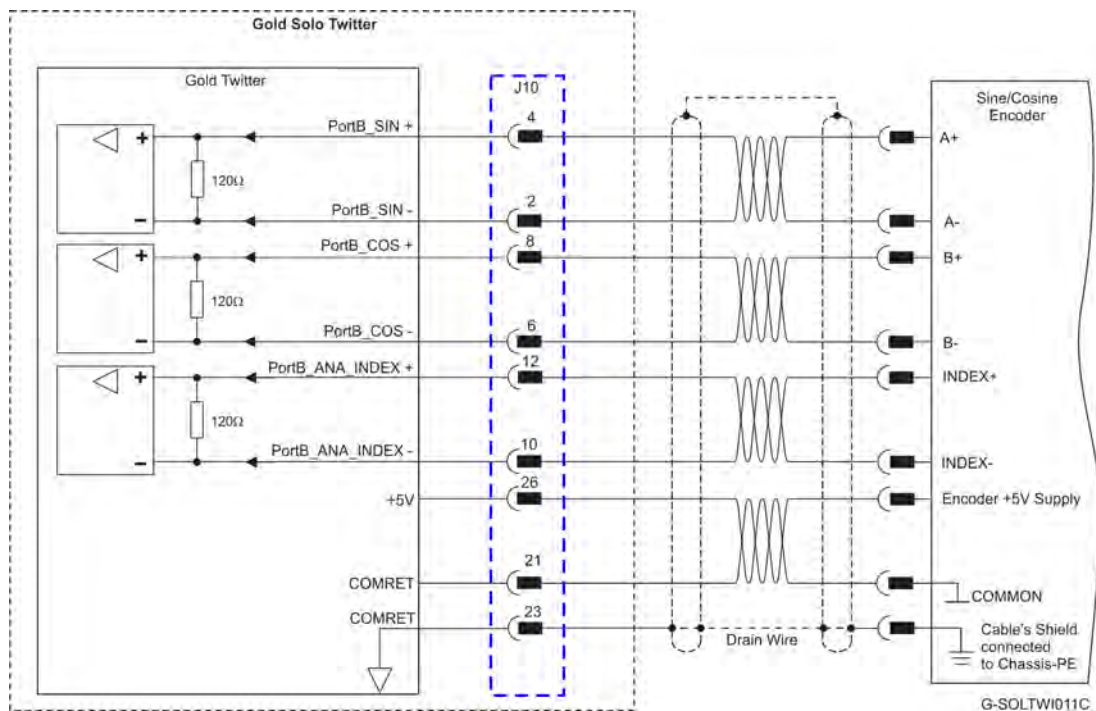 Gold Solo Twitter
Gold Twitter
J10
Sine/Cosine
Encoder
PortB_SIN +
4
A+
+
120Ω
PortB_SIN -
2
-
A-
PortB_COS +
8
B+
+
120Ω
PortB_COS -
6
-
B-
PortB_ANA_INDEX +
12
INDEX+
+
120Ω
PortB_ANA_INDEX -
10
-
INDEX-
+5V
26
Encoder +5V Supply
COMRET
21
COMMON
COMRET
23
Drain Wire
Cable's Shield
connected
to Chassis-PE
G-SOLTWI011C